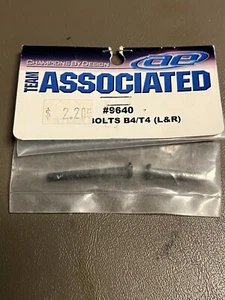 CHAMPIONS BY DESIGN
ae
TEAM
ASSOCIATED
$ 2.20
#9640
BOLTS B4/T4 (L&R)